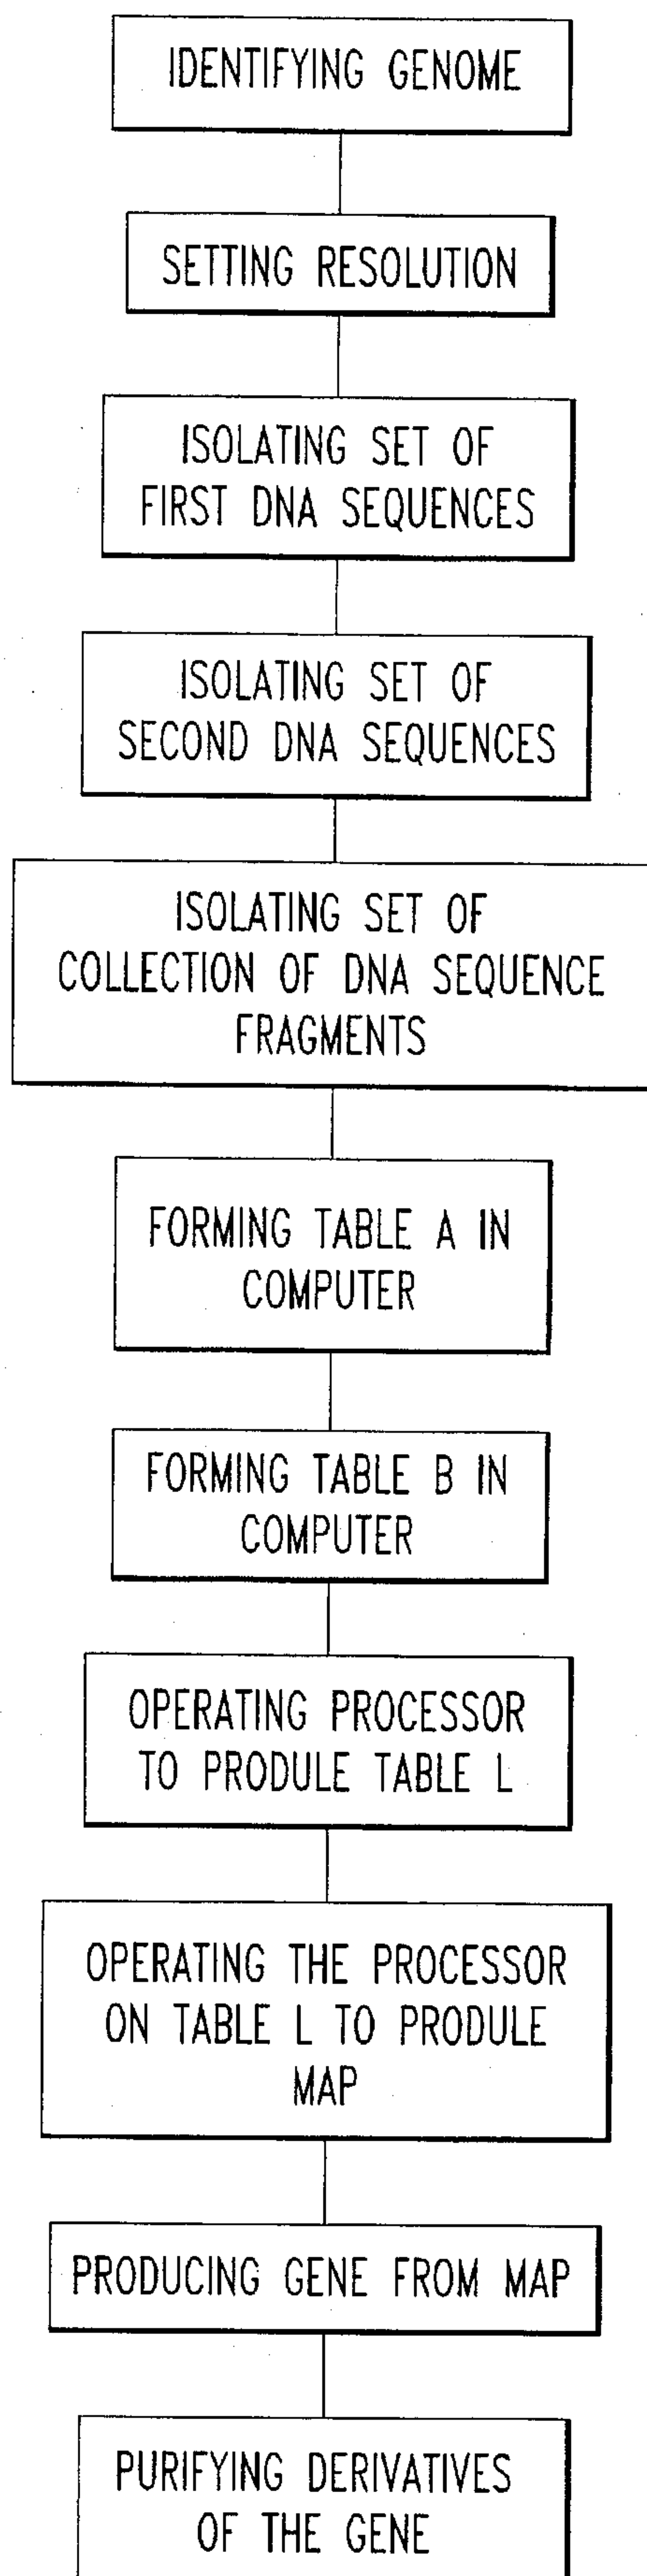 IDENTIFYING GENOME
SETTING RESOLUTION
ISOLATING SET OF
FIRST DNA SEQUENCES
ISOLATING SET OF
SECOND DNA SEQUENCES
ISOLATING SET OF
COLLECTION OF DNA SEQUENCE
FRAGMENTS
FORMING TABLE A IN
COMPUTER
FORMING TABLE B IN
COMPUTER
OPERATING PROCESSOR
TO PRODULE TABLE L
OPERATING THE PROCESSOR
ON TABLE L TO PRODULE
MAP
PRODUCING GENE FROM MAP
PURIFYING DERIVATIVES
OF THE GENE